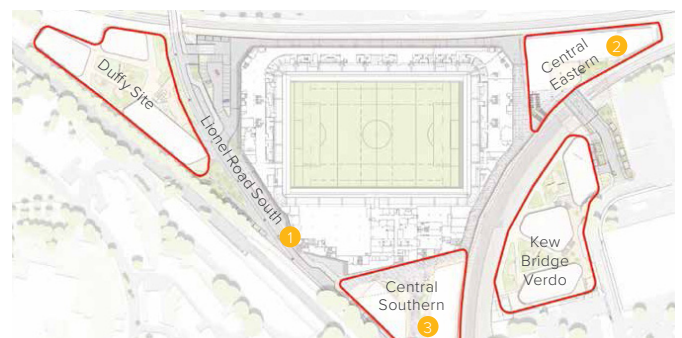 Duffy Site
Lionel Road South
1
Central
Eastern
2
Kew
Bridge
Verdo
Central
Southern
3